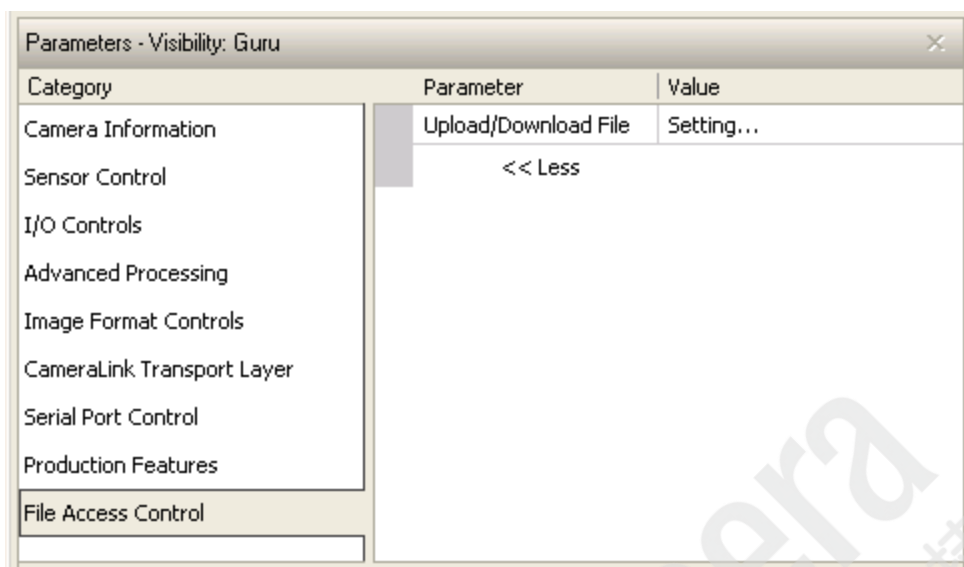 Parameters - Visibility: Guru
Category Parameter Value
Camera Information Upload/Download File Setting...
Sensor Control << Less
I/O Controls
Advanced Processing
Image Format Controls
CameraLink Transport Layer
Serial Port Control
Production Features
File Access Control